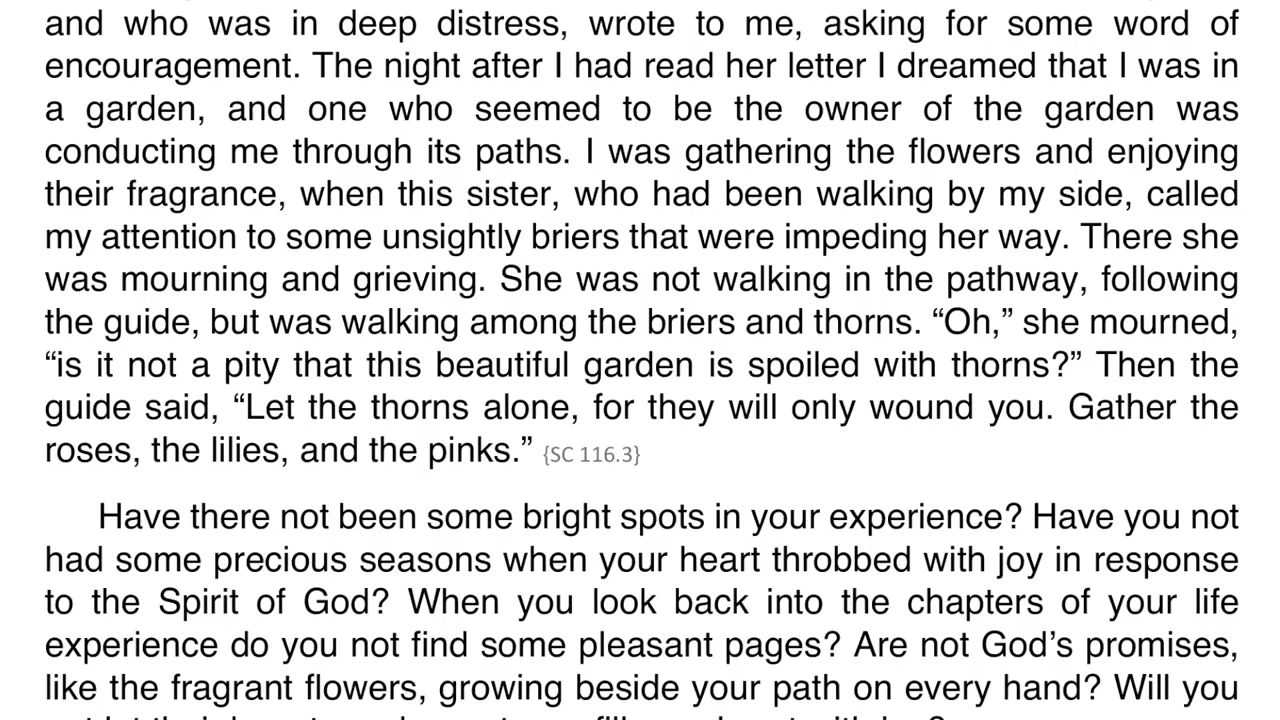 and who was in deep distress, wrote to me, asking for some word of
encouragement. The night after I had read her letter I dreamed that I was in
a garden, and one who seemed to be the owner of the garden was
conducting me through its paths. I was gathering the flowers and enjoying
their fragrance, when this sister, who had been walking by my side, called
my attention to some unsightly briers that were impeding her way. There she
was mourning and grieving. She was not walking in the pathway, following
the guide, but was walking among the briers and thorns. “Oh,” she mourned,
“is it not a pity that this beautiful garden is spoiled with thorns?” Then the
guide said, “Let the thorns alone, for they will only wound you. Gather the
roses, the lilies, and the pinks.” {SC 116.3}
Have there not been some bright spots in your experience? Have you not
had some precious seasons when your heart throbbed with joy in response
to the Spirit of God? When you look back into the chapters of your life
experience do you not find some pleasant pages? Are not God’s promises,
like the fragrant flowers, growing beside your path on every hand? Will you